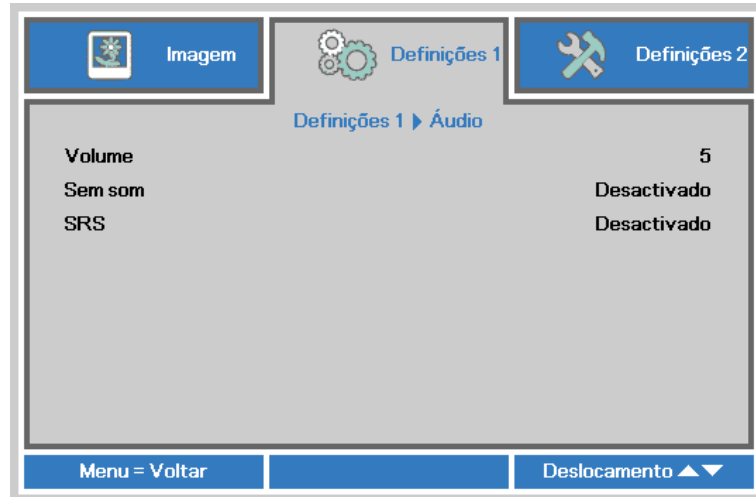 Imagem Definições 1 Definições 2
Definições 1 ▶ Áudio
Volume 5
Sem som Desactivado
SRS Desactivado
Menu = Voltar Deslocamento ▲▼